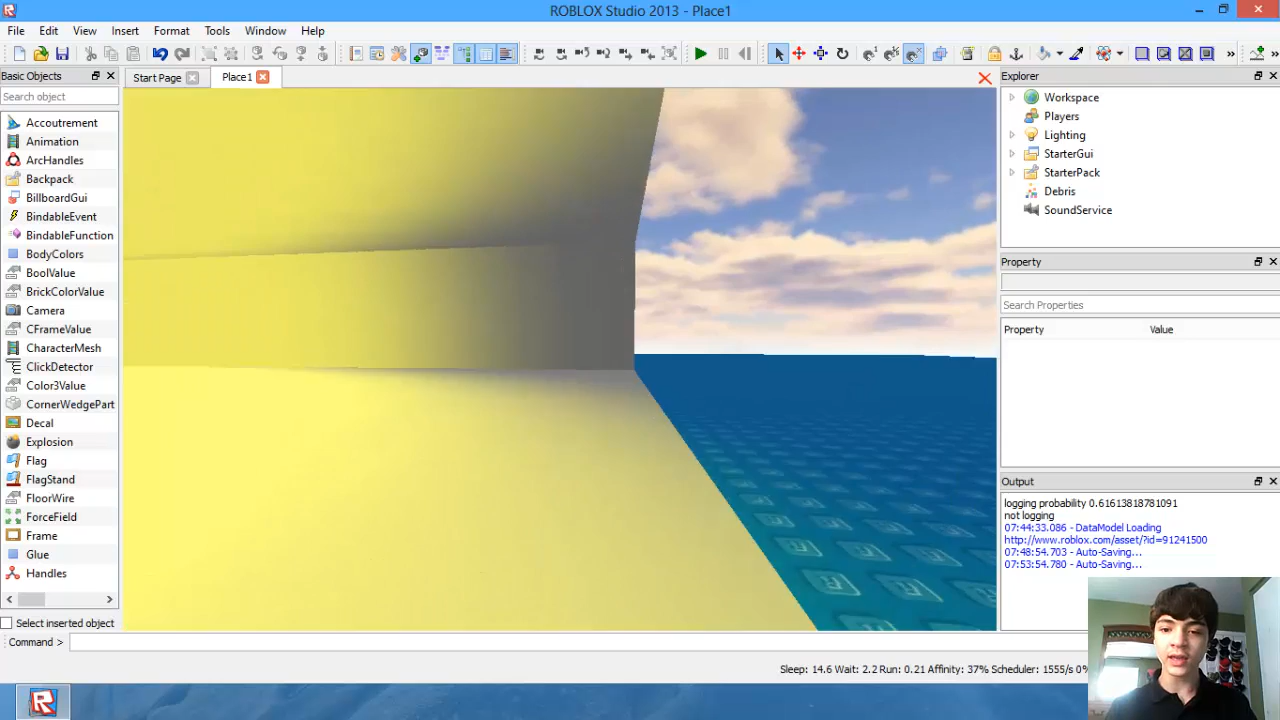 ROBLOX Studio 2013 - Place1
File Edit View Insert Format Tools Window Help
Basic Objects
Start Page
Place1
Search object
Accoutrement
Animation
ArcHandles
Backpack
BillboardGui
BindableEvent
BindableFunction
BodyColors
BoolValue
BrickColorValue
Camera
CFrameValue
CharacterMesh
ClickDetector
Color3Value
CornerWedgePart
Decal
Explosion
Flag
FlagStand
FloorWire
ForceField
Frame
Glue
Handles
Select inserted object
Explorer
Workspace
Players
Lighting
StarterGui
StarterPack
Debris
SoundService
Property
Search Properties
Property Value
Output
logging probability 0.61613818781091
not logging
07:44:33.086 - DataModel Loading
http://www.roblox.com/asset/?id=91241500
07:48:54.703 - Auto-Saving...
07:53:54.780 - Auto-Saving...
Command >
Sleep: 14.6 Wait: 2.2 Run: 0.21 Affinity: 37% Scheduler: 1555/s 0%